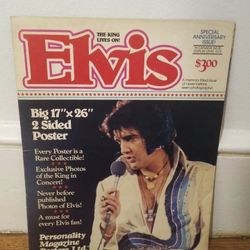 THE KING
LIVES ON!
Elvis
SPECIAL
ANNIVERSARY
ISSUE!
$3.00
Big 17"x 26"
2 Sided
Poster
Every Poster is a
Rare Collectible!
Exclusive Photos
of the King in
Concert!
Never before
published
Photos of Elvis!
A must for
every Elvis fan!
Personality
Magazine